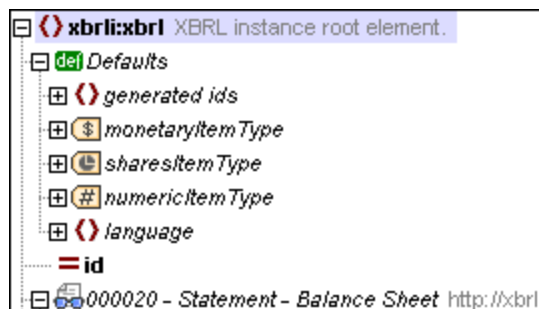 xbrli:xbrl XBRL instance root element.
def Defaults
generated ids
$ monetaryItemType
sharesItemType
# numericItemType
language
= id
000020 - Statement - Balance Sheet http://xbrl